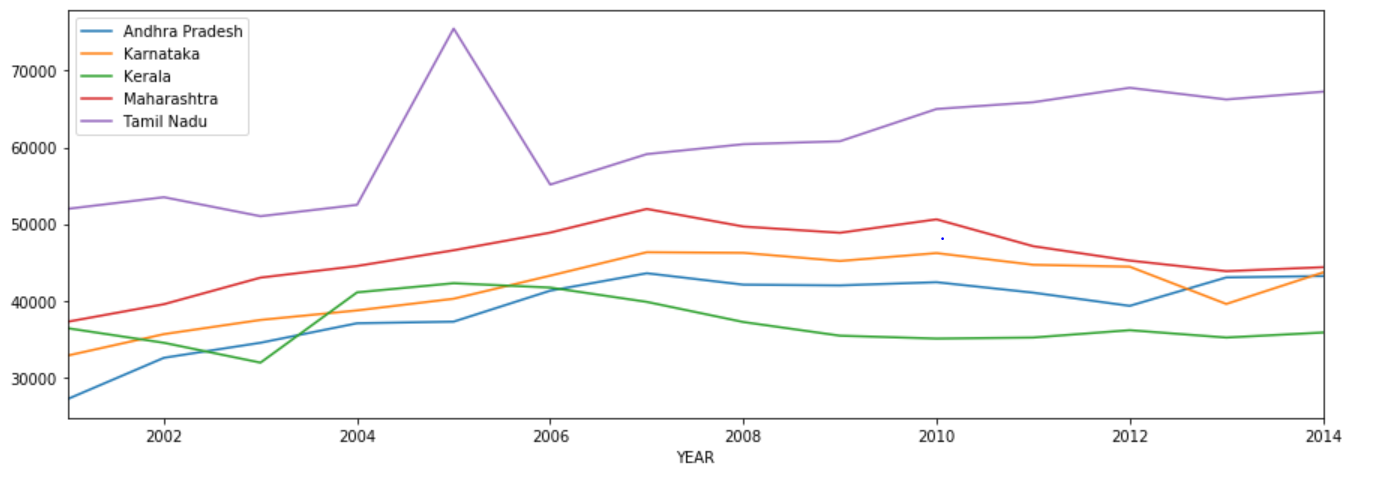 Andhra Pradesh
Karnataka
Kerala
Maharashtra
Tamil Nadu
70000
60000
50000
40000
30000
2002 2004 2006 2008 2010 2012 2014
YEAR